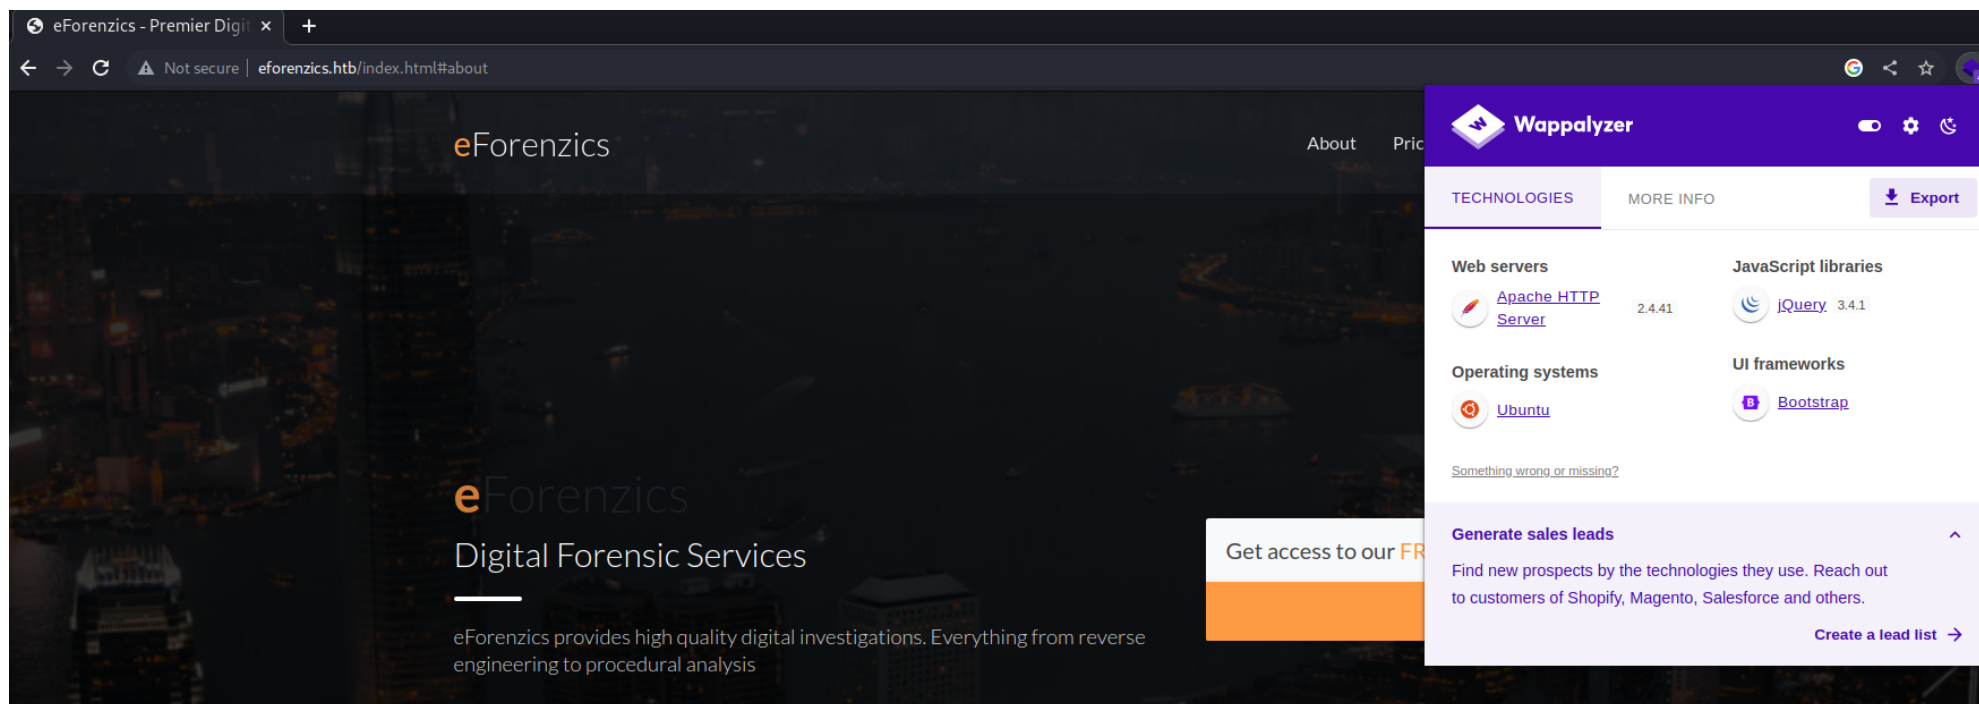 eForenzics - Premier Digit
Not secure | eforenzics.htb/index.html#about
eForenzics
About Pric
eForenzics
Digital Forensic Services
eForenzics provides high quality digital investigations. Everything from reverse
engineering to procedural analysis
Get access to our FR
Wappalyzer
TECHNOLOGIES
MORE INFO
Export
Web servers
Apache HTTP
Server
2.4.41
Operating systems
Ubuntu
JavaScript libraries
jQuery 3.4.1
UI frameworks
Bootstrap
Something wrong or missing?
Generate sales leads
Find new prospects by the technologies they use. Reach out
to customers of Shopify, Magento, Salesforce and others.
Create a lead list